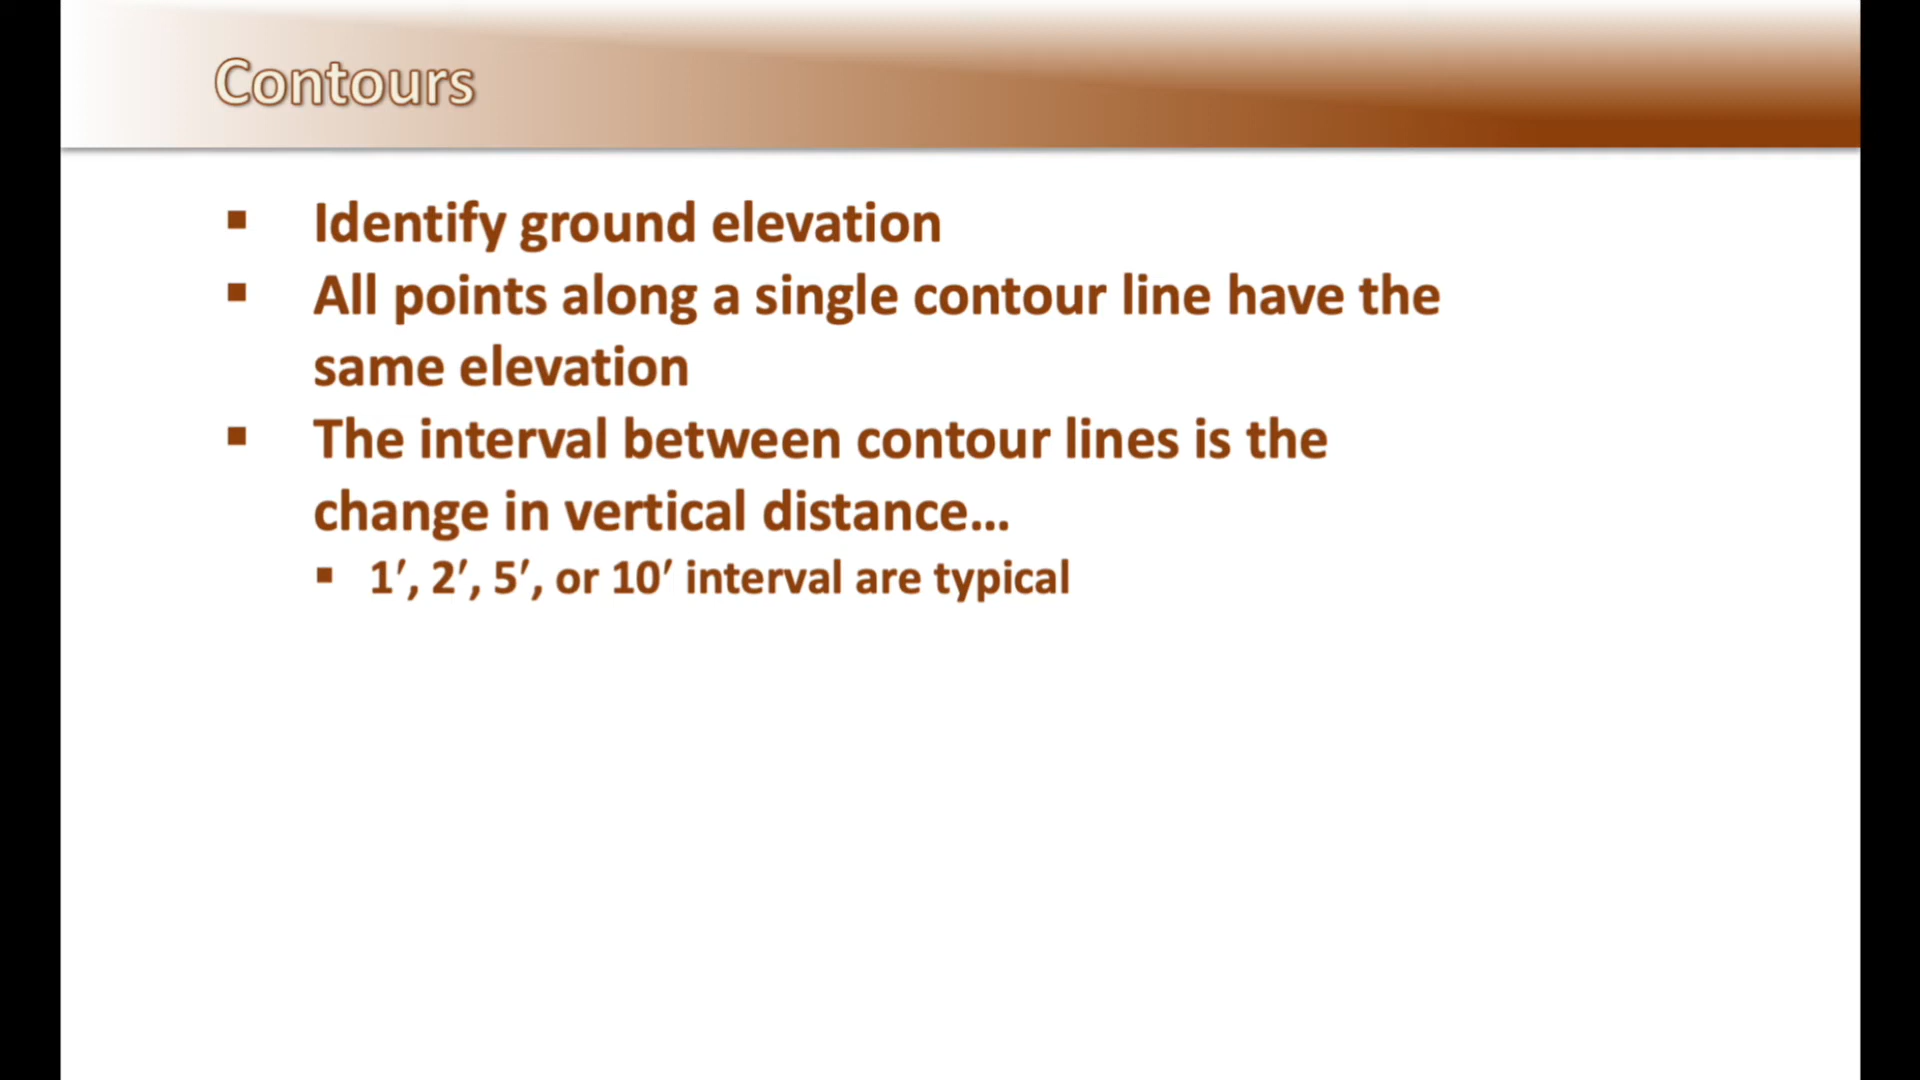 Contours
▪ Identify ground elevation
▪ All points along a single contour line have the
same elevation
▪ The interval between contour lines is the
change in vertical distance...
▪ 1′, 2′, 5′, or 10′ interval are typical